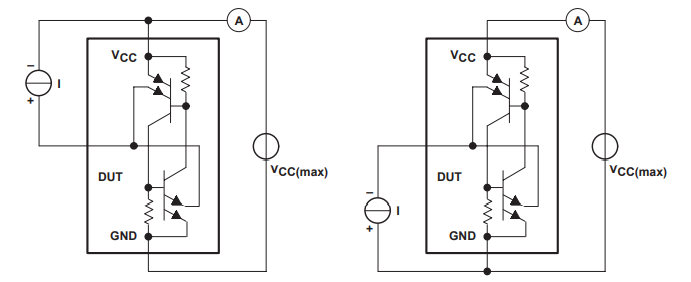 A
VCC
−
I
+
DUT
VCC(max)
GND
A
VCC
DUT
VCC(max)
−
I
+
GND